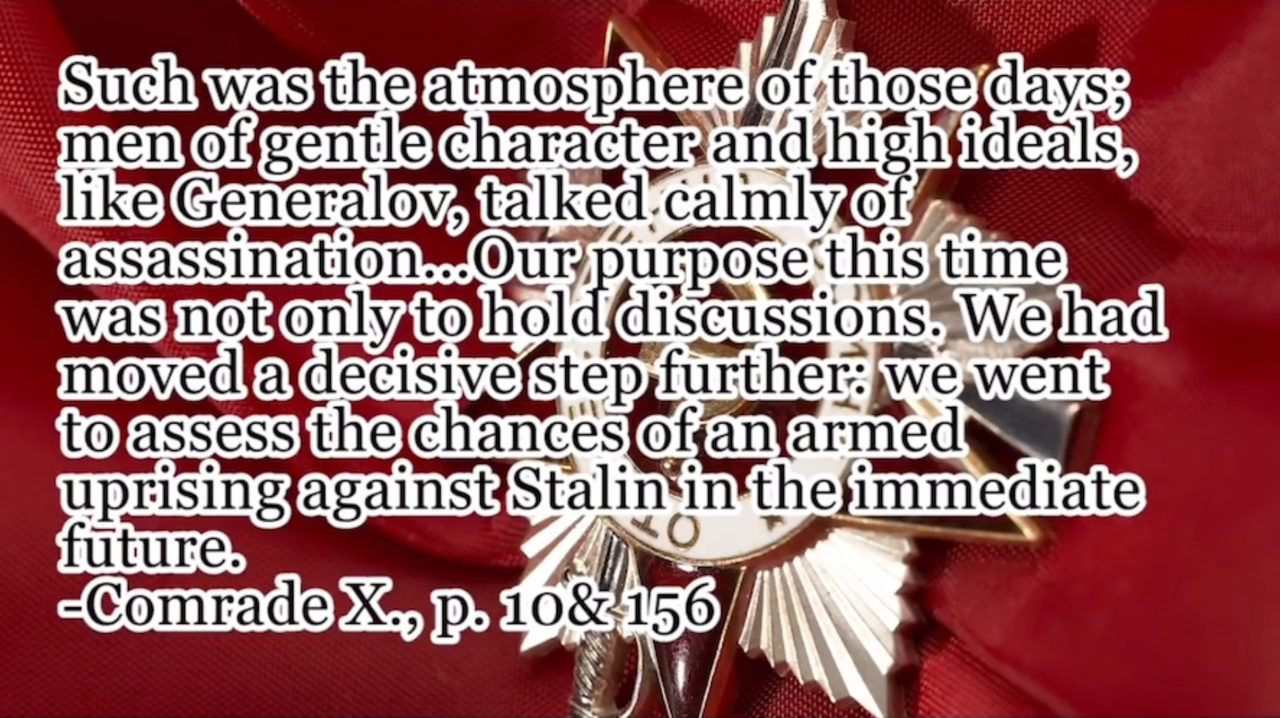 Such was the atmosphere of those days;
men of gentle character and high ideals,
like Generalov, talked calmly of
assassination...Our purpose this time
was not only to hold discussions. We had
moved a decisive step further: we went
to assess the chances of an armed
uprising against Stalin in the immediate
future.
-Comrade X., p. 10& 156